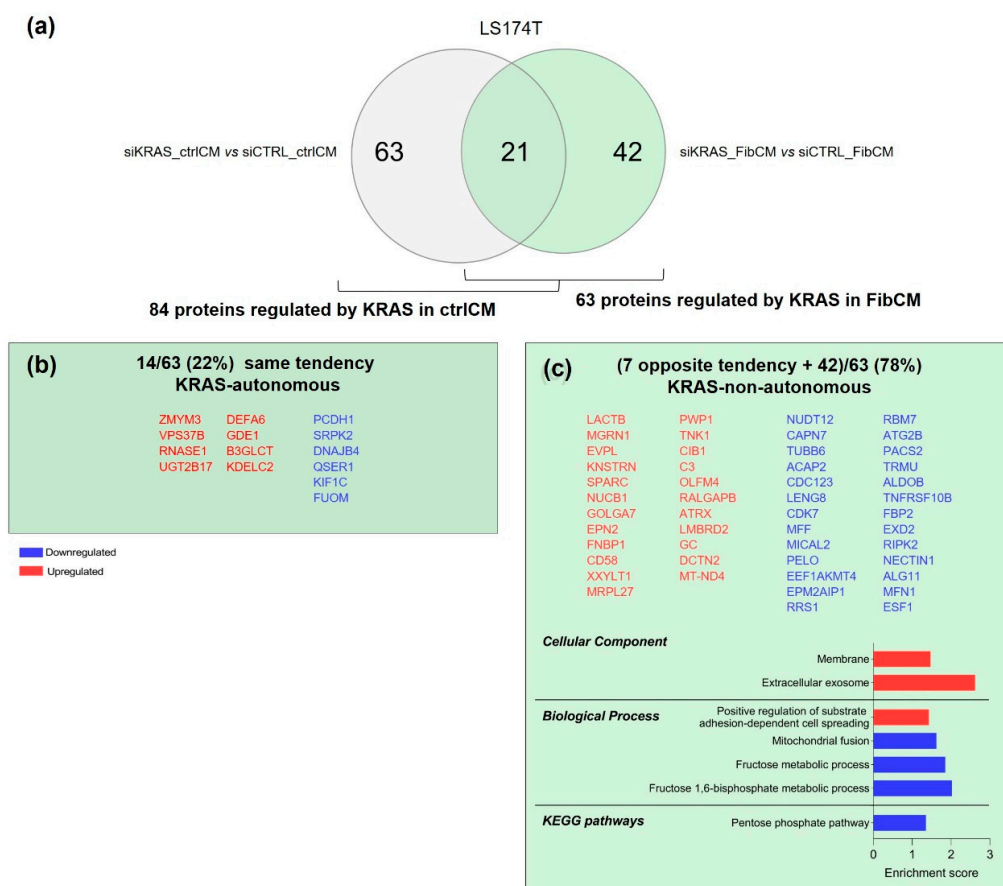 (a)
LS174T
siKRAS_ctrlCM vs siCTRL_ctrlCM
63
21
42
siKRAS_FibCM vs siCTRL_FibCM
84 proteins regulated by KRAS in ctrlCM
63 proteins regulated by KRAS in FibCM
(b)
14/63 (22%) same tendency
KRAS-autonomous
ZMYM3 DEFA6 PCDH1
VPS37B GDE1 SRPK2
RNASE1 B3GLCT DNAJB4
UGT2B17 KDELC2 QSER1
KIF1C
FUOM
Downregulated
Upregulated
(c)
(7 opposite tendency + 42)/63 (78%)
KRAS-non-autonomous
LACTB PWP1 NUDT12 RBM7
MGRN1 TNK1 CAPN7 ATG2B
EVPL CIB1 TUBB6 PACS2
KNSTRN C3 ACAP2 TRMU
SPARC OLFM4 CDC123 ALDOB
NUCB1 RALGAPB LENG8 TNFRSF10B
GOLGA7 ATRX CDK7 FBP2
EPN2 LMBRD2 MFF EXD2
FNBP1 GC MICAL2 RIPK2
CD58 DCTN2 PELO NECTIN1
XXYLT1 MT-ND4 EEF1AKMT4 ALG11
MRPL27 EPM2AIP1 MFN1
RRS1 ESF1
Cellular Component
Membrane
Extracellular exosome
Biological Process
Positive regulation of substrate
adhesion-dependent cell spreading
Mitochondrial fusion
Fructose metabolic process
Fructose 1,6-bisphosphate metabolic process
KEGG pathways
Pentose phosphate pathway
0 1 2 3
Enrichment score